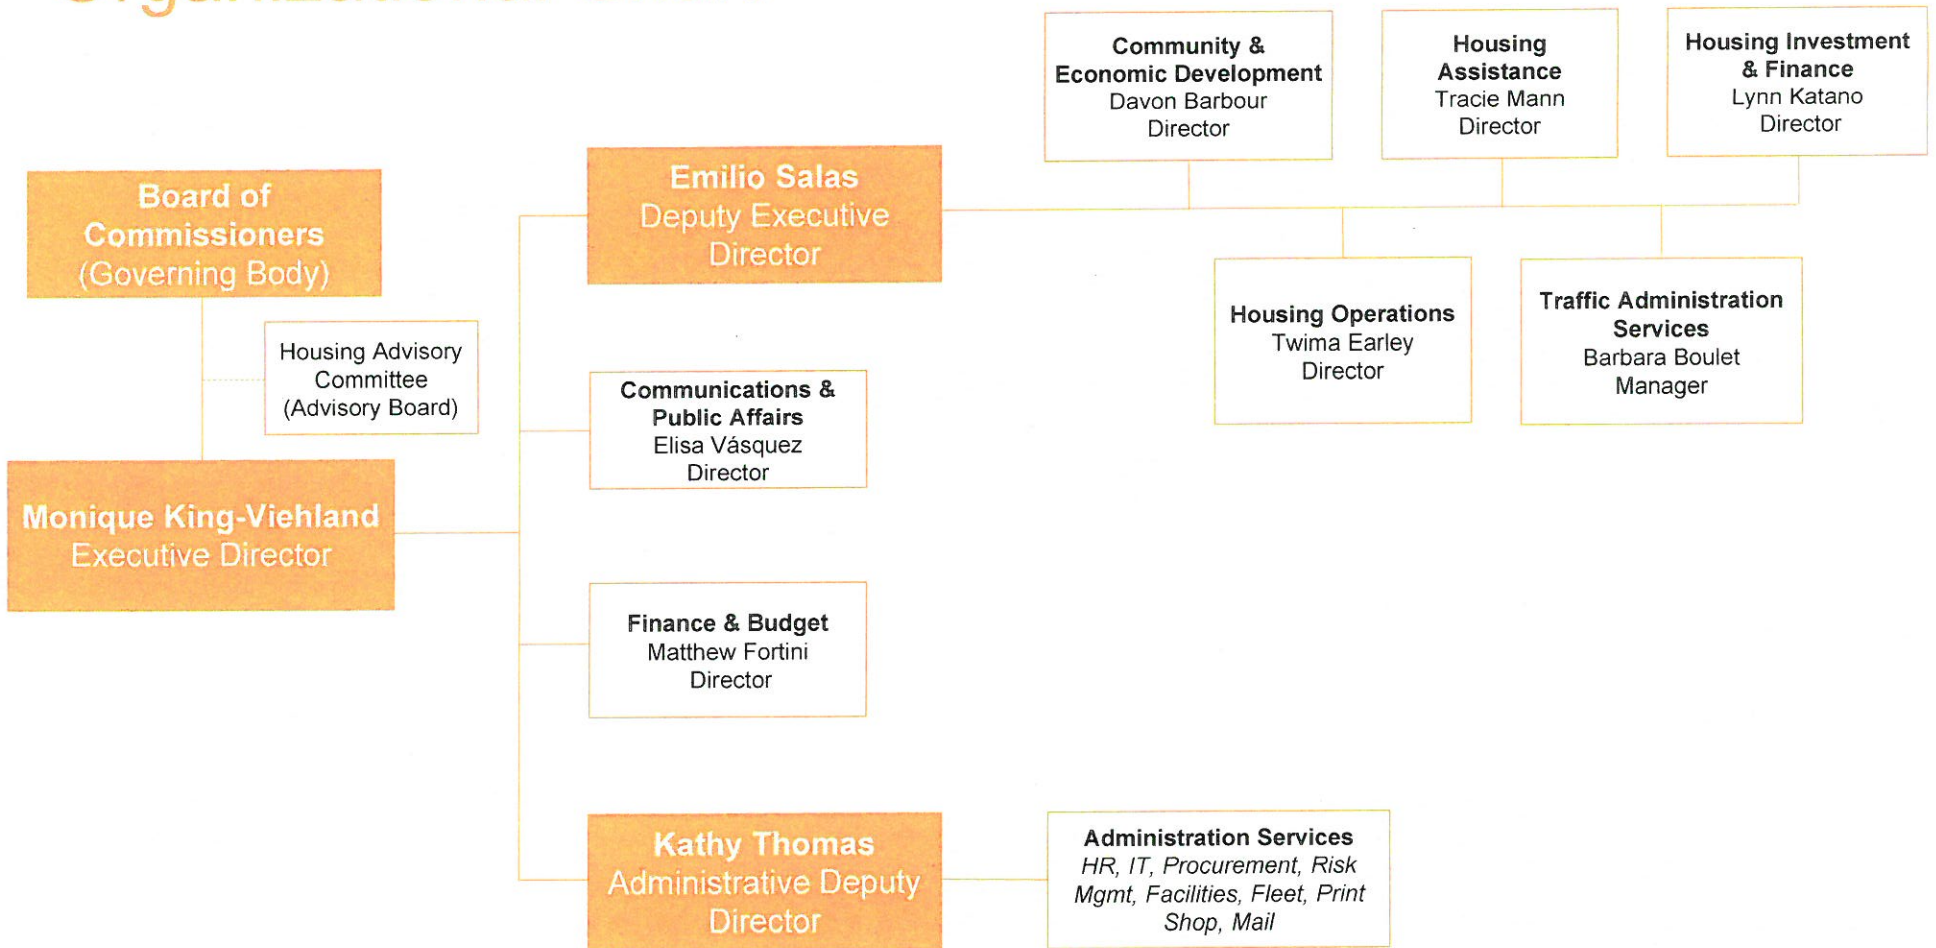 Board of
Commissioners
(Governing Body)
Housing Advisory
Committee
(Advisory Board)
Monique King-Viehland
Executive Director
Emilio Salas
Deputy Executive
Director
Communications &
Public Affairs
Elisa Vásquez
Director
Finance & Budget
Matthew Fortini
Director
Kathy Thomas
Administrative Deputy
Director
Community &
Economic Development
Davon Barbour
Director
Housing
Assistance
Tracie Mann
Director
Housing Investment
& Finance
Lynn Katano
Director
Housing Operations
Twima Earley
Director
Traffic Administration
Services
Barbara Boulet
Manager
Administration Services
HR, IT, Procurement, Risk
Mgmt, Facilities, Fleet, Print
Shop, Mail